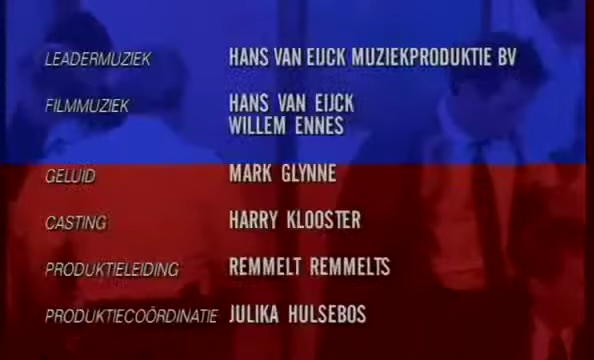 LEADERMUZIEK HANS VAN EIJCK MUZIEKPRODUKTIE BV
FILMMUZIEK HANS VAN EIJCK
WILLEM ENNES
GELUID MARK GLYNNE
CASTING HARRY KLOOSTER
PRODUKTIELEIDING REMMELT REMMELTS
PRODUKTIECOÖRDINATIE JULIKA HULSEBOS